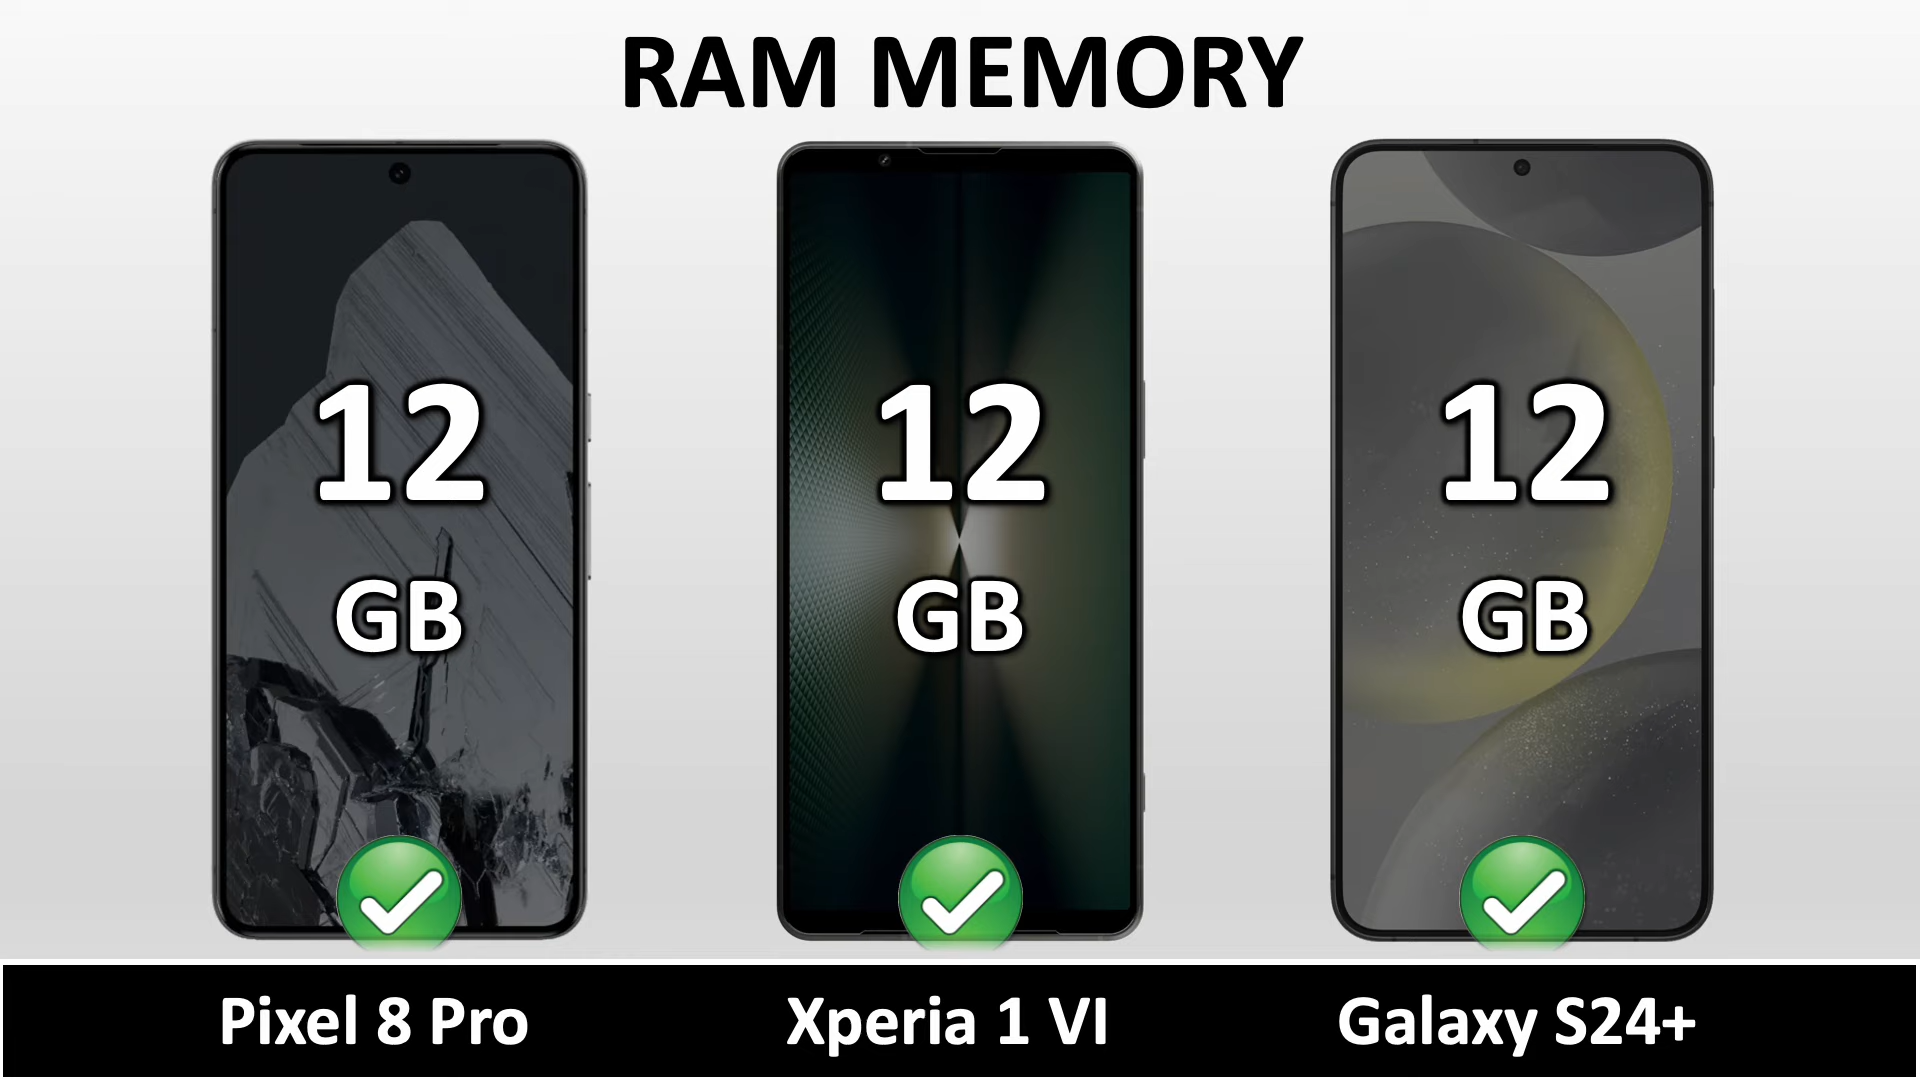 RAM MEMORY
12 12 12
GB GB GB
Pixel 8 Pro Xperia 1 VI Galaxy S24+